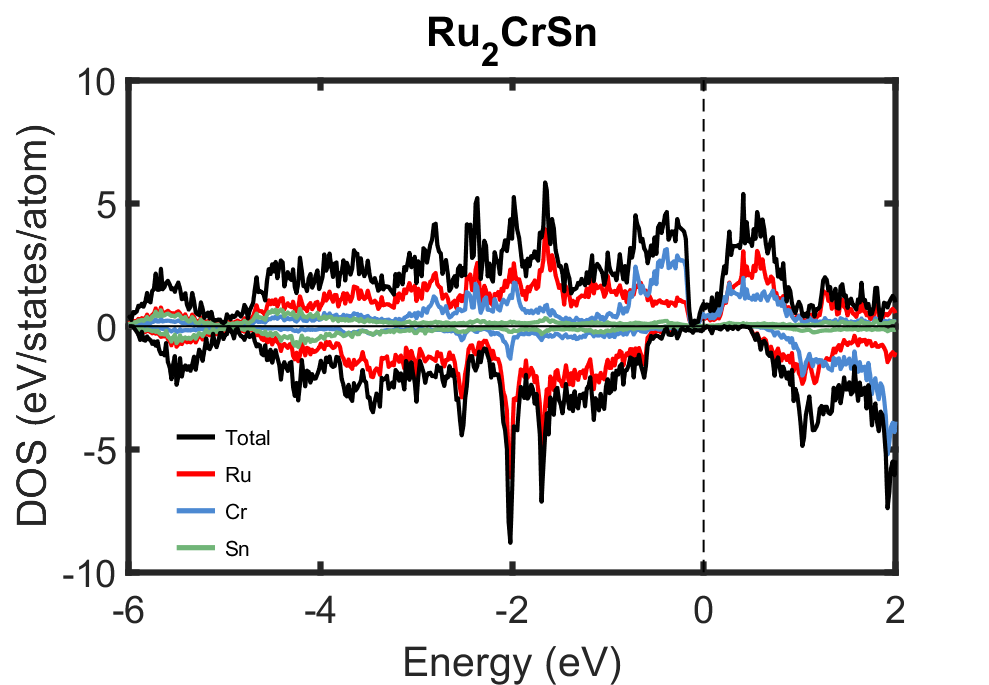 Ru2CrSn
DOS (eV/states/atom)
10
5
0
-5
-10
Total
Ru
Cr
Sn
-6 -4 -2 0 2
Energy (eV)